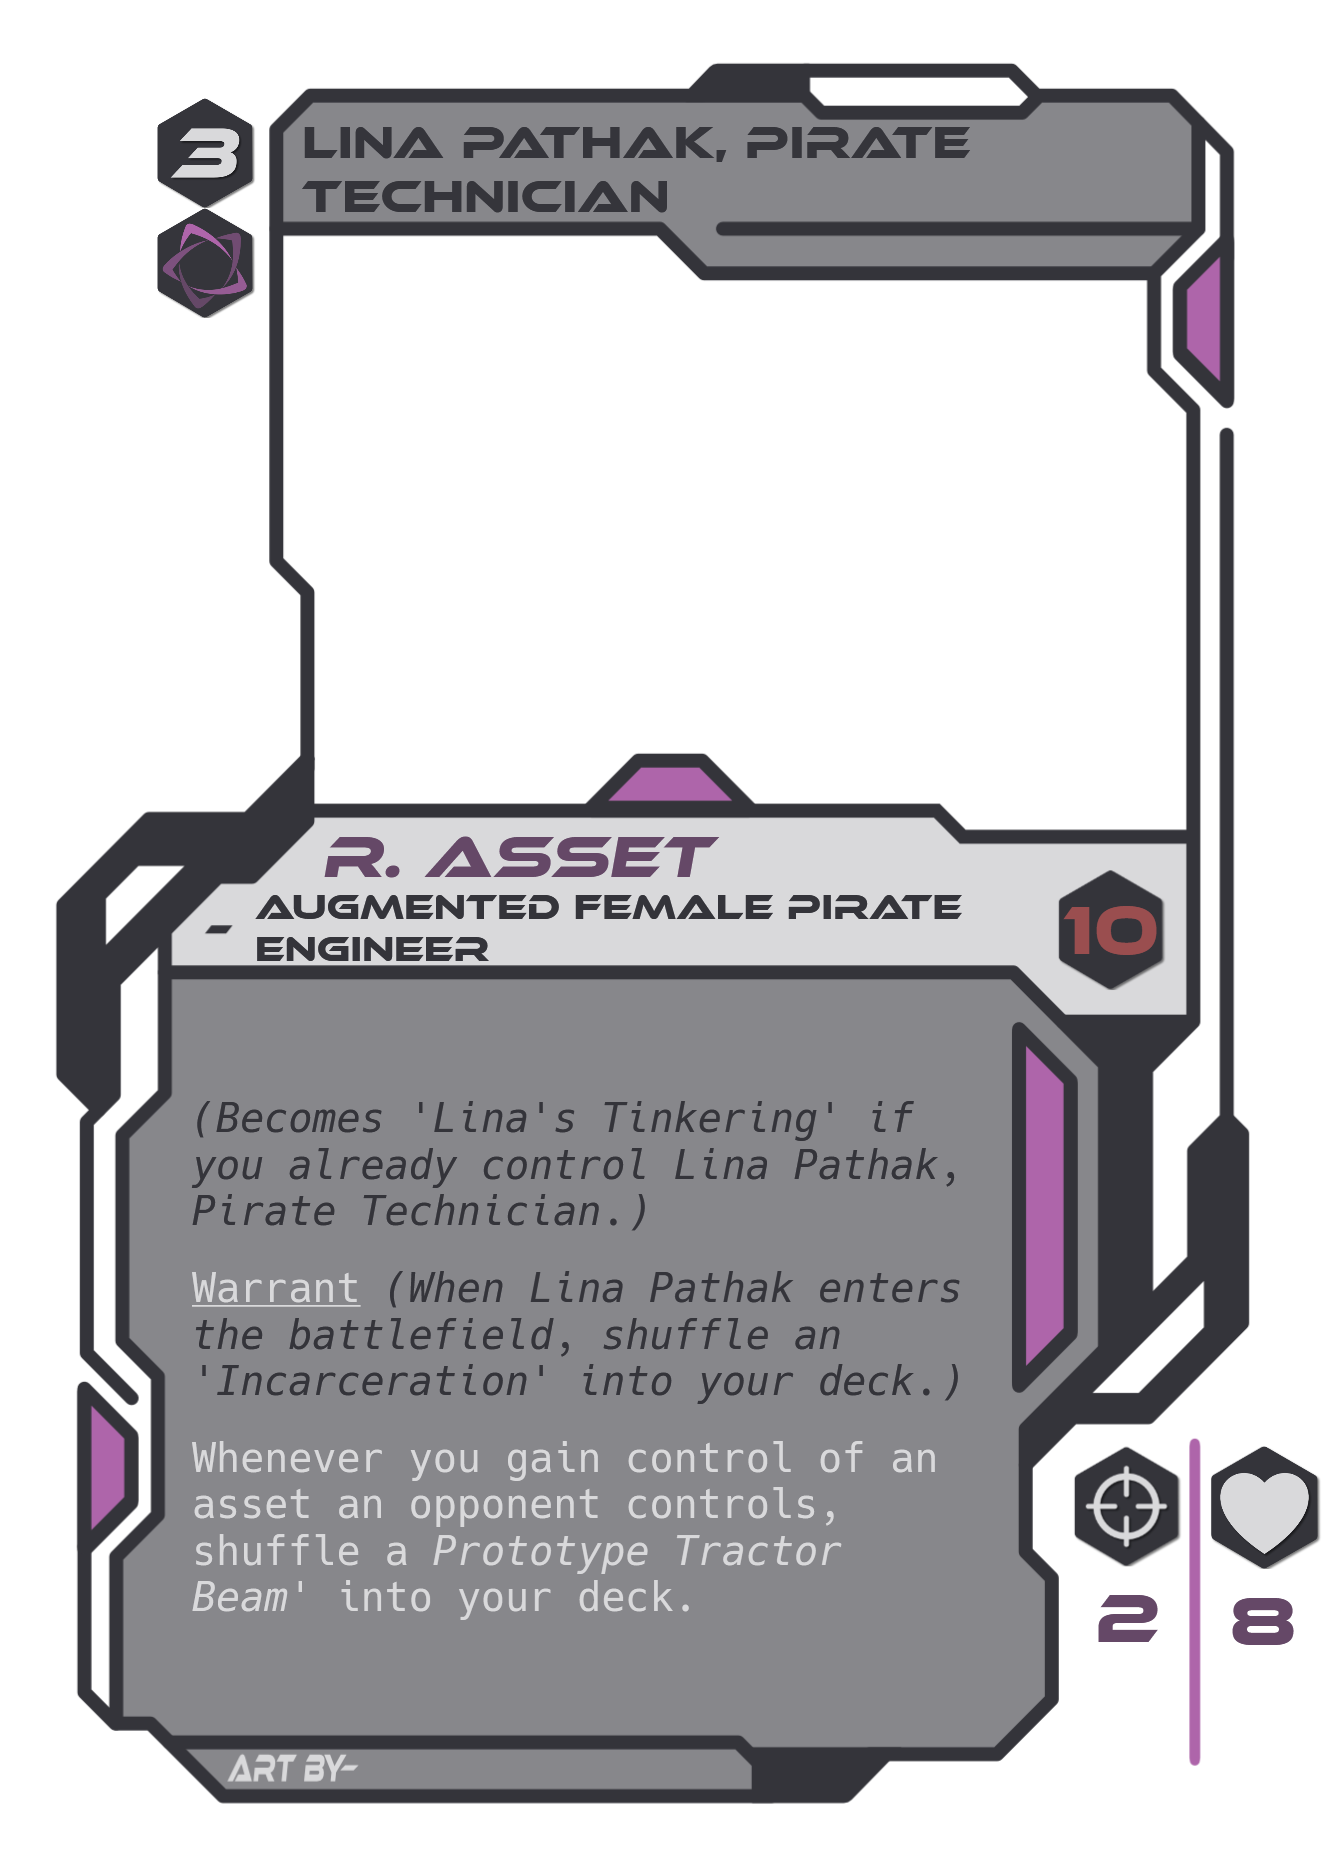 3
LINA PATHAK, PIRATE
TECHNICIAN
R. ASSET
- AUGMENTED FEMALE PIRATE
ENGINEER
10
(Becomes 'Lina's Tinkering' if
you already control Lina Pathak,
Pirate Technician.)
Warrant (When Lina Pathak enters
the battlefield, shuffle an
'Incarceration' into your deck.)
Whenever you gain control of an
asset an opponent controls,
shuffle a Prototype Tractor
Beam' into your deck.
2
8
ART BY-